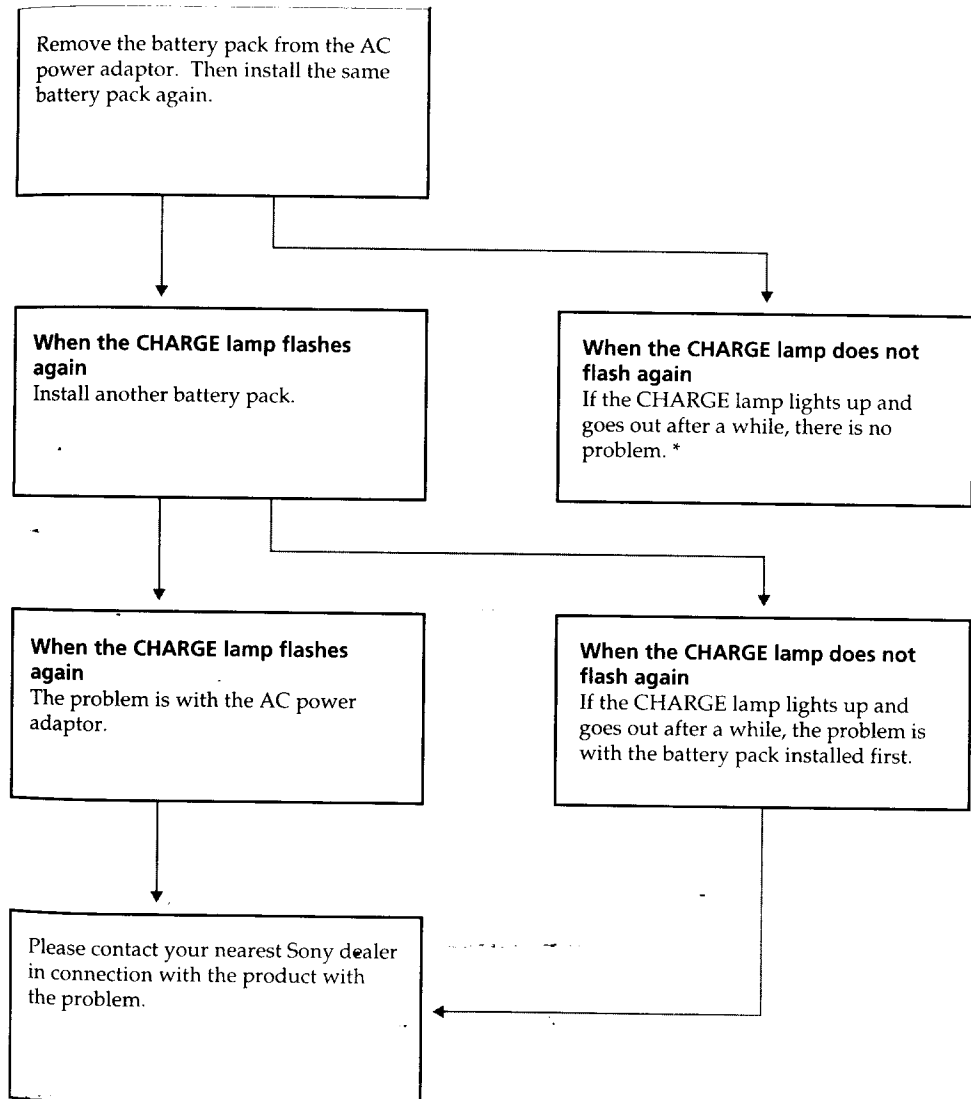 Remove the battery pack from the AC
power adaptor. Then install the same
battery pack again.
When the CHARGE lamp flashes
again
Install another battery pack.
When the CHARGE lamp does not
flash again
If the CHARGE lamp lights up and
goes out after a while, there is no
problem. *
When the CHARGE lamp flashes
again
The problem is with the AC power
adaptor.
When the CHARGE lamp does not
flash again
If the CHARGE lamp lights up and
goes out after a while, the problem is
with the battery pack installed first.
Please contact your nearest Sony dealer
in connection with the product with
the problem.